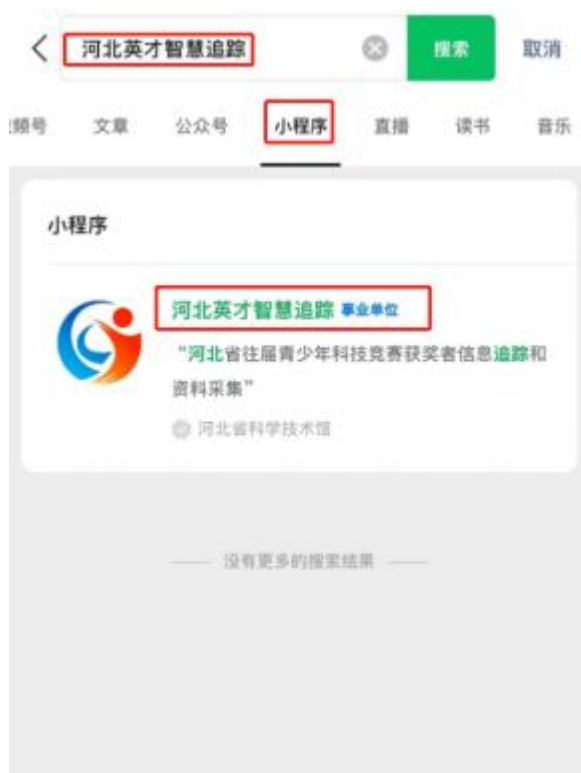 河北英才智慧追踪 搜索 取消
频号 文章 公众号 小程序 直播 读书 音乐
小程序
河北英才智慧追踪 事业单位
“河北省往届青少年科技竞赛获奖者信息追踪和
资料采集”
河北省科学技术馆
没有更多的搜索结果